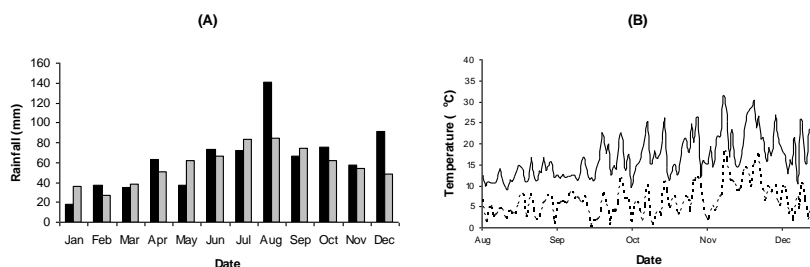 (A)
Rainfall (mm)
160
140
120
100
80
60
40
20
0
Jan Feb Mar Apr May Jun Jul Aug Sep Oct Nov Dec
Date
(B)
Temperature ( °C)
40
35
30
25
20
15
10
5
0
Aug Sep Oct Nov Dec
Date